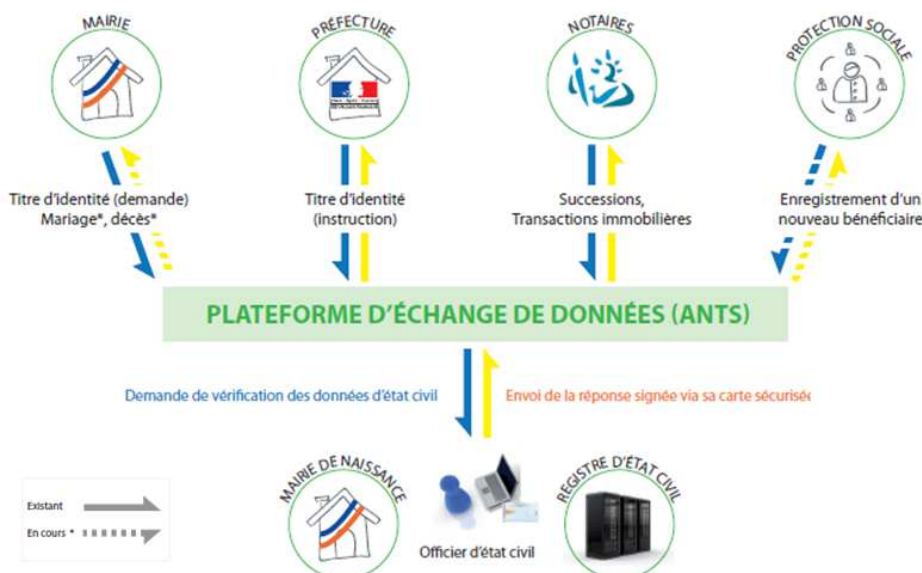 MAIRIE
PRÉFECTURE
NOTAIRES
PROTECTION SOCIALE
Titre d'identité (demande)
Mariage*, décès*
Titre d'identité
(instruction)
Successions,
Transactions immobilières
Enregistrement d'un
nouveau bénéficiaire
PLATEFORME D'ÉCHANGE DE DONNÉES (ANTS)
Demande de vérification des données d'état civil
Envoi de la réponse signée via sa carte sécurisée
MAIRIE DE NAISSANCE
REGISTRE D'ÉTAT CIVIL
Officier d'état civil
Existant
En cours *